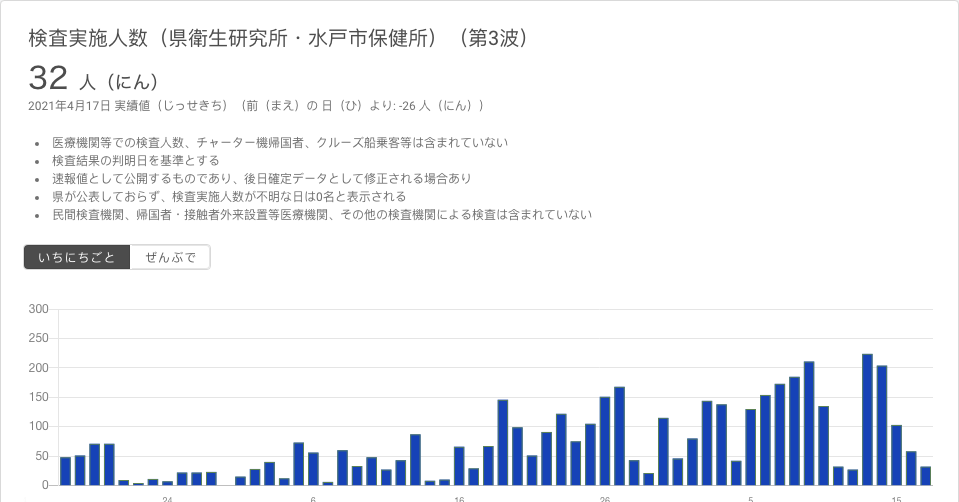 検査実施人数（県衛生研究所・水戸市保健所）（第3波）
32 人（にん）
2021年4月17日 実績値（じっせきち）（前（まえ）の 日（ひ）より: -26 人（にん））
医療機関等での検査人数、チャーター機帰国者、クルーズ船乗客等は含まれていない
検査結果の判明日を基準とする
速報値として公開するものであり、後日確定データとして修正される場合あり
県が公表しておらず、検査実施人数が不明な日は0名と表示される
民間検査機関、帰国者・接触者外来設置等医療機関、その他の検査機関による検査は含まれていない
いちにちごと ぜんぶで
300
250
200
150
100
50
0
24 6 16 26 5 15